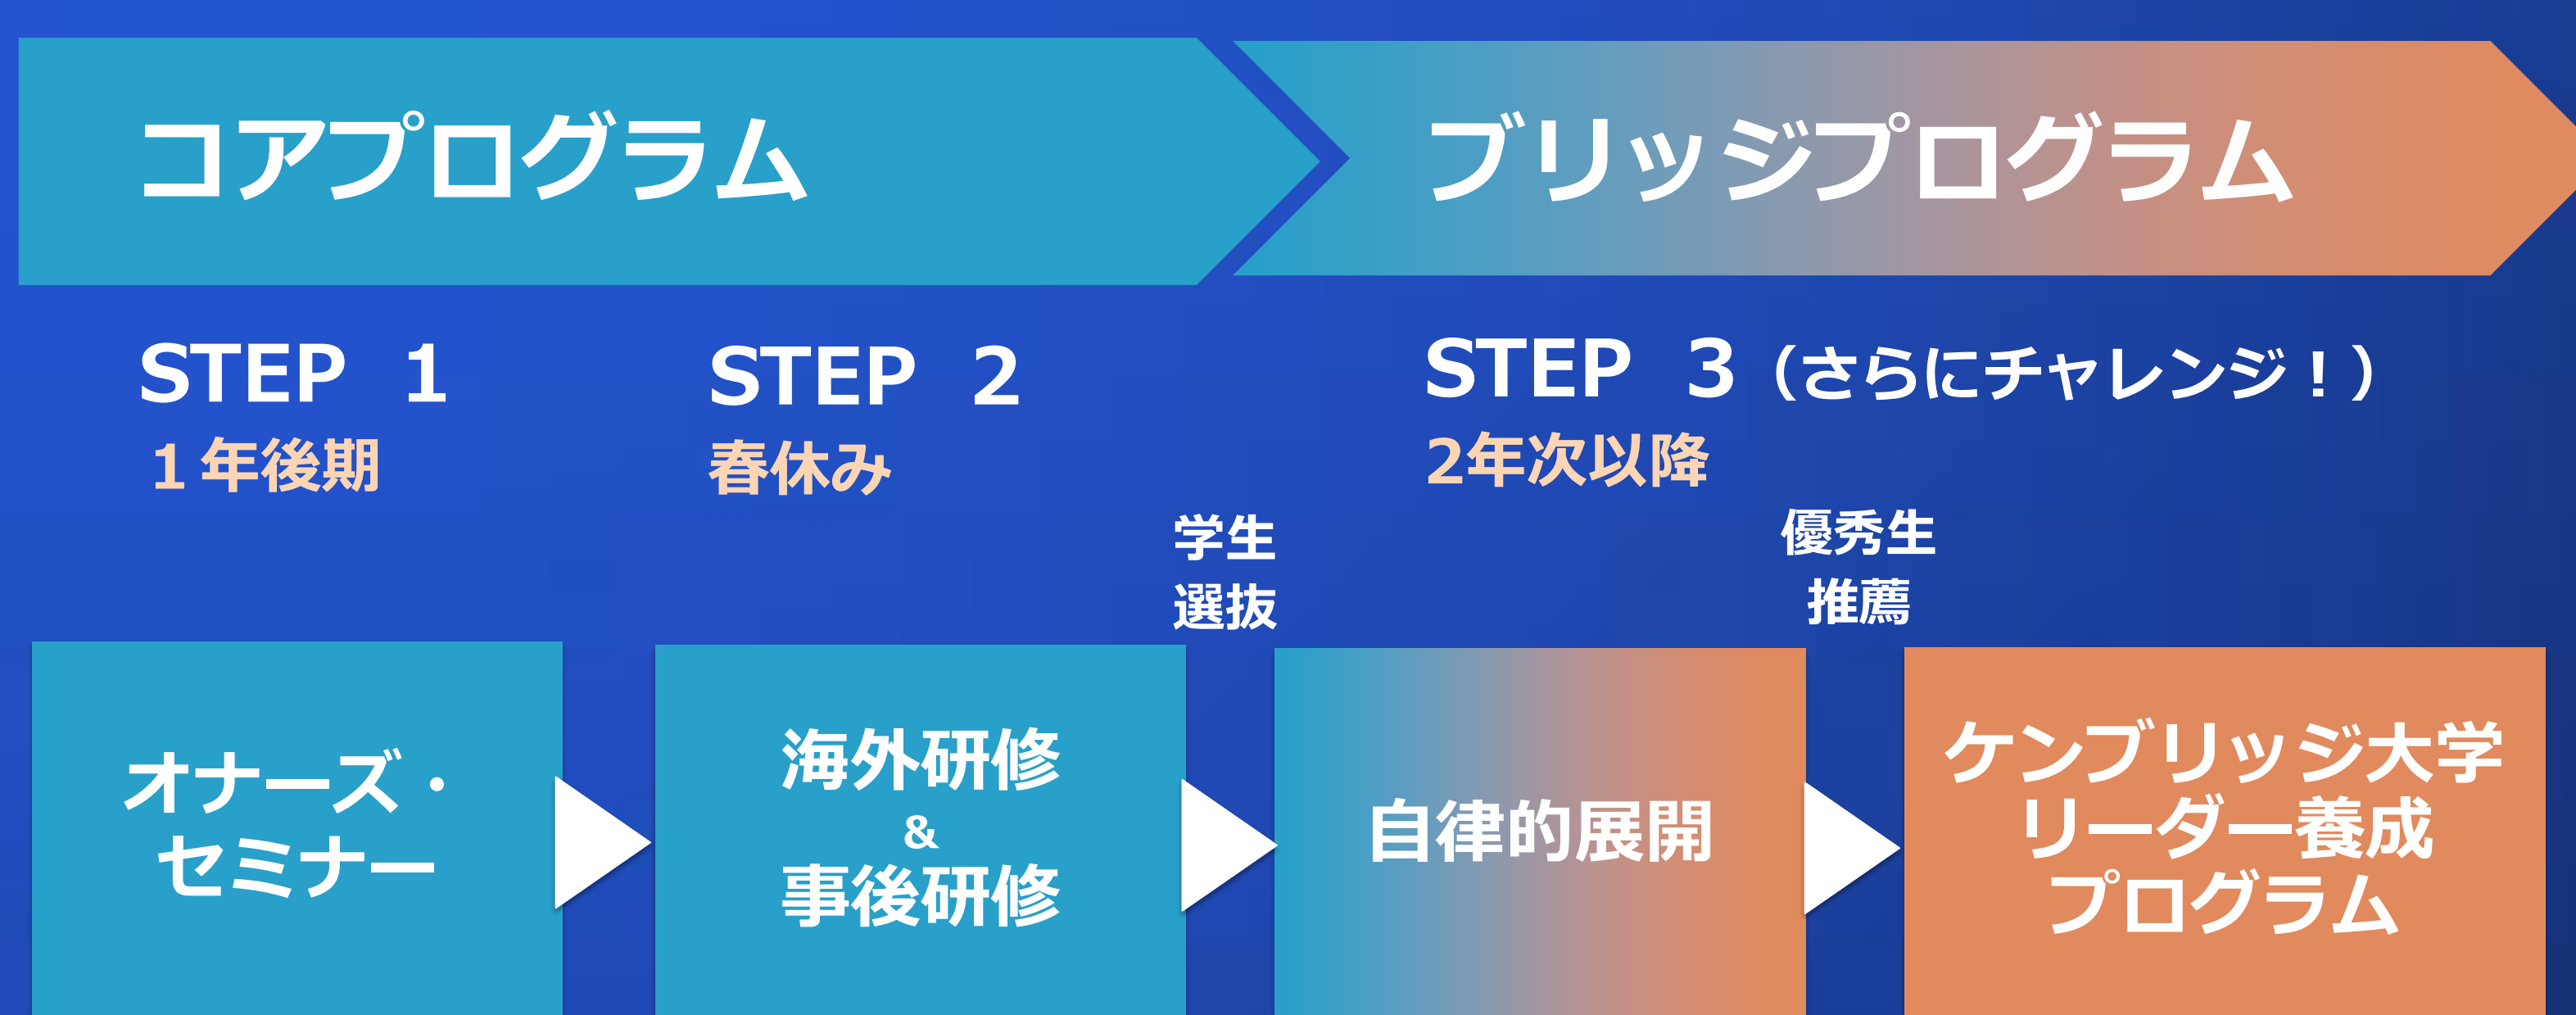 コアプログラム
ブリッジプログラム
STEP 1
１年後期
STEP 2
春休み
STEP 3（さらにチャレンジ！）
2年次以降
学生
選抜
優秀生
推薦
オナーズ・
セミナー
海外研修
&
事後研修
自律的展開
ケンブリッジ大学
リーダー養成
プログラム